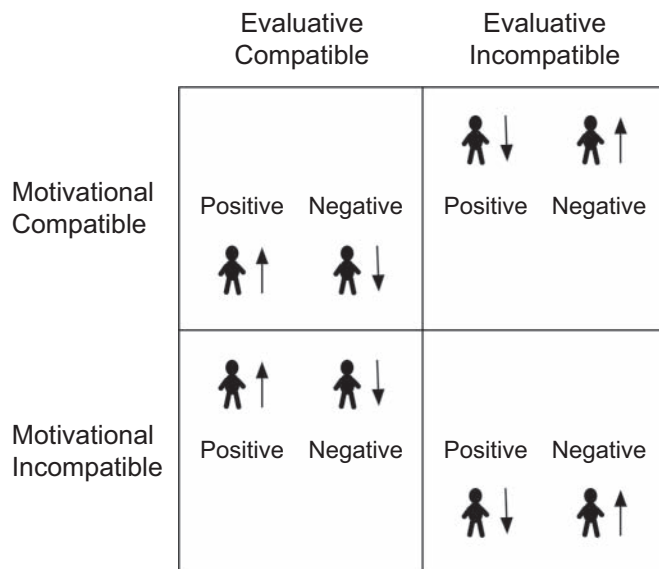 Evaluative
Compatible
Evaluative
Incompatible
Motivational
Compatible
Positive Negative
Positive Negative
Motivational
Incompatible
Positive Negative
Positive Negative